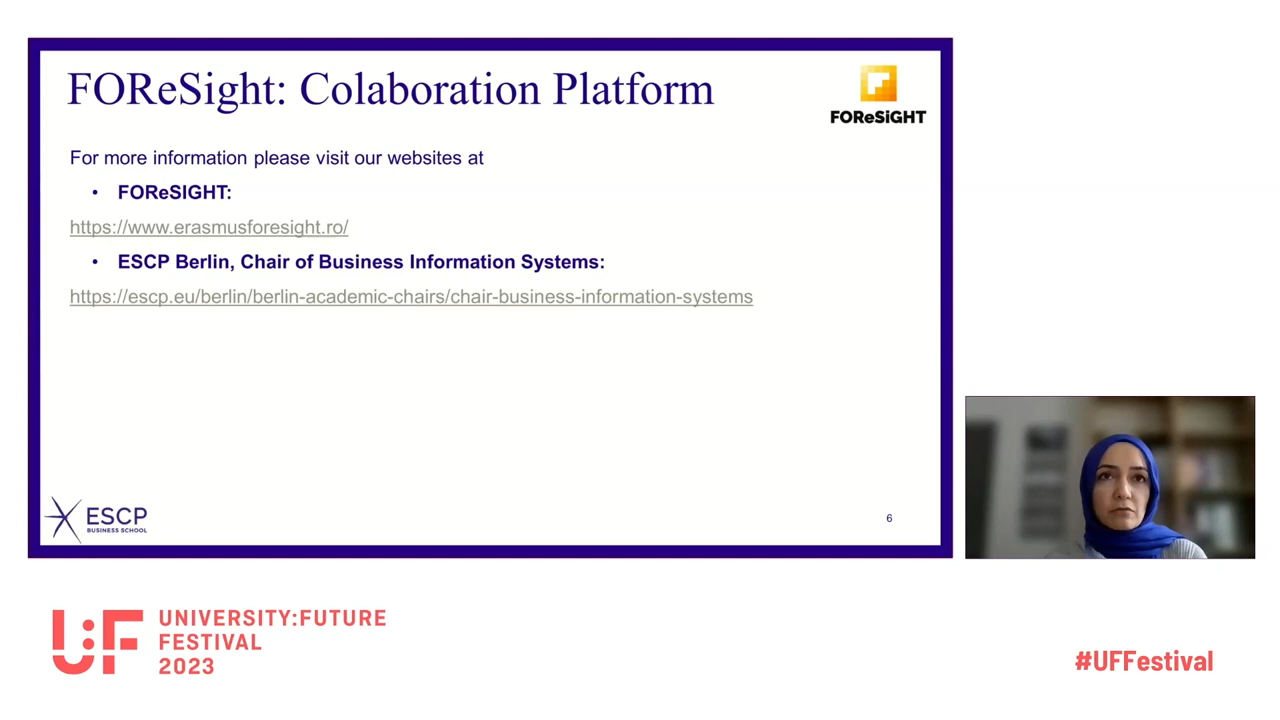 FOReSight: Colaboration Platform
FOReSiGHT
For more information please visit our websites at
• FOReSIGHT:
https://www.erasmusforesight.ro/
• ESCP Berlin, Chair of Business Information Systems:
https://escp.eu/berlin/berlin-academic-chairs/chair-business-information-systems
ESCP
BUSINESS SCHOOL
6
U:F
UNIVERSITY:FUTURE
FESTIVAL
2023
#UFFestival